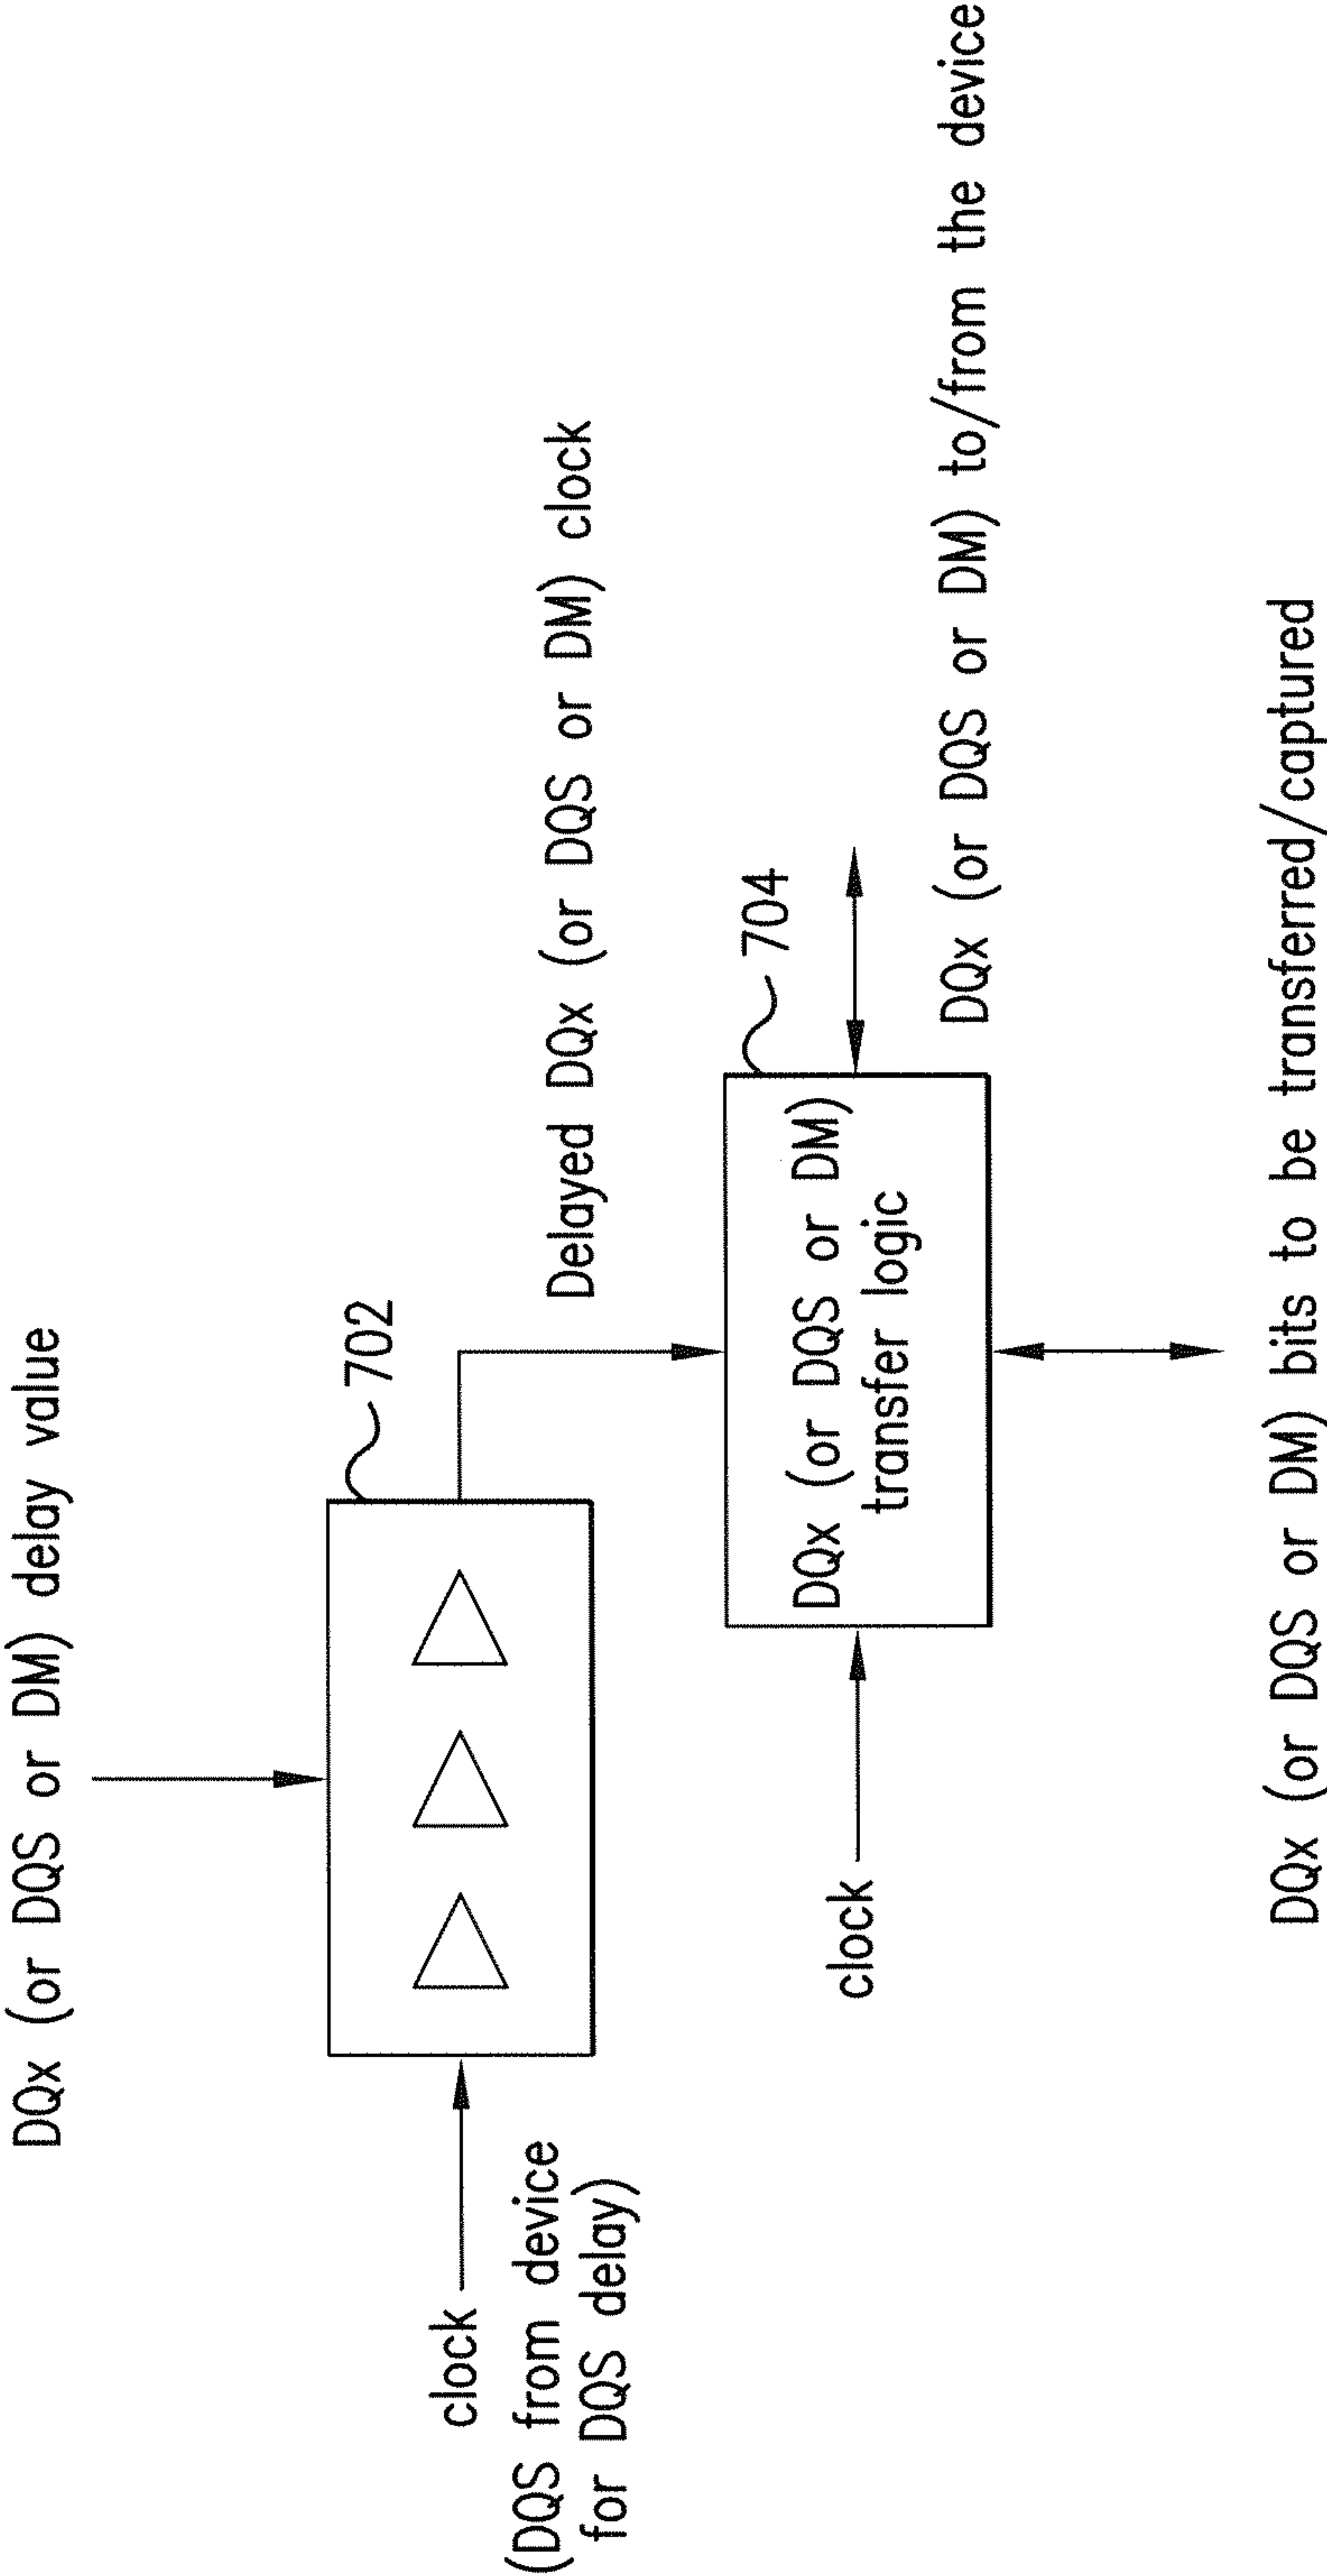 DQx (or DQS or DM) delay value
702
clock
(DQS from device
for DQS delay)
Delayed DQx (or DQS or DM) clock
704
clock
DQx (or DQS or DM)
transfer logic
DQx (or DQS or DM) to/from the device
DQx (or DQS or DM) bits to be transferred/captured